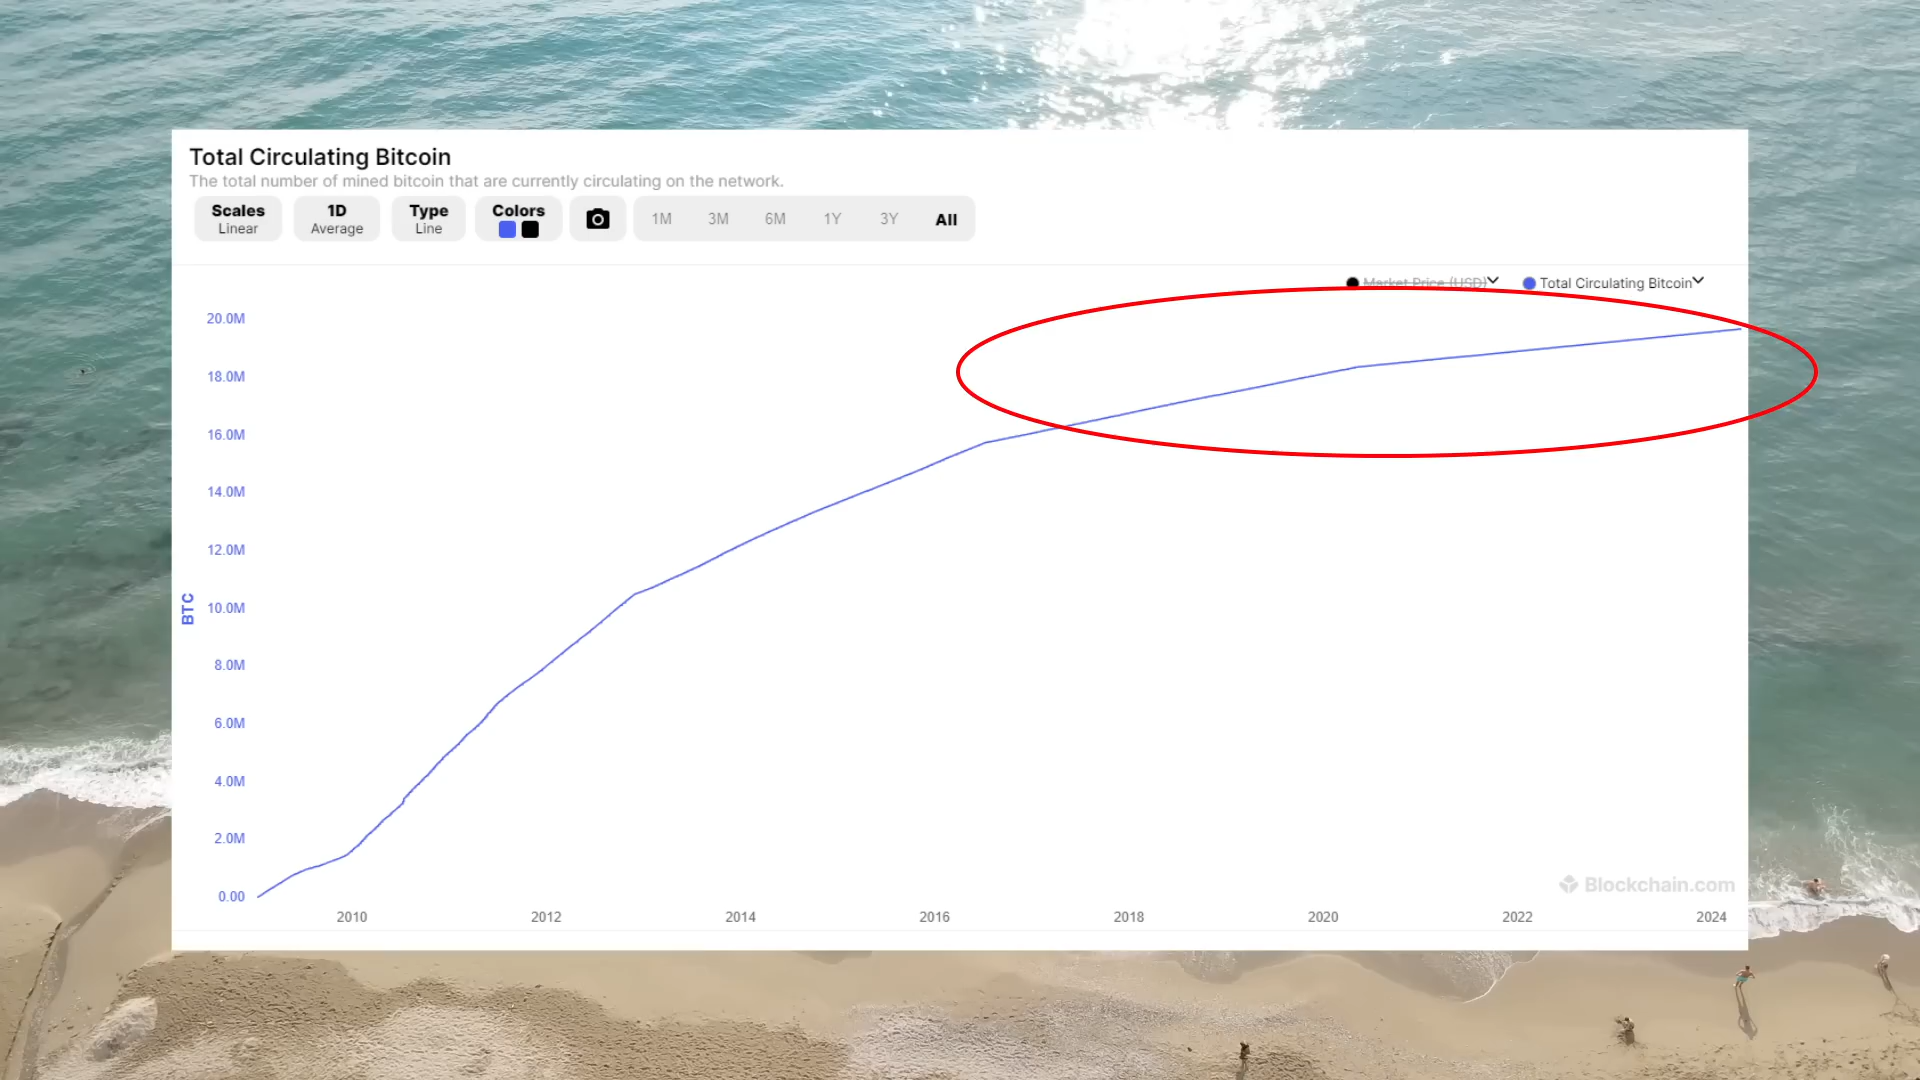 Total Circulating Bitcoin
The total number of mined bitcoin that are currently circulating on the network.
Scales
Linear
1D
Average
Type
Line
Colors
1M 3M 6M 1Y 3Y All
Market Price (USD) Total Circulating Bitcoin
20.0M
18.0M
16.0M
14.0M
12.0M
10.0M
8.0M
6.0M
4.0M
2.0M
0.00
BTC
Blockchain.com
2010 2012 2014 2016 2018 2020 2022 2024